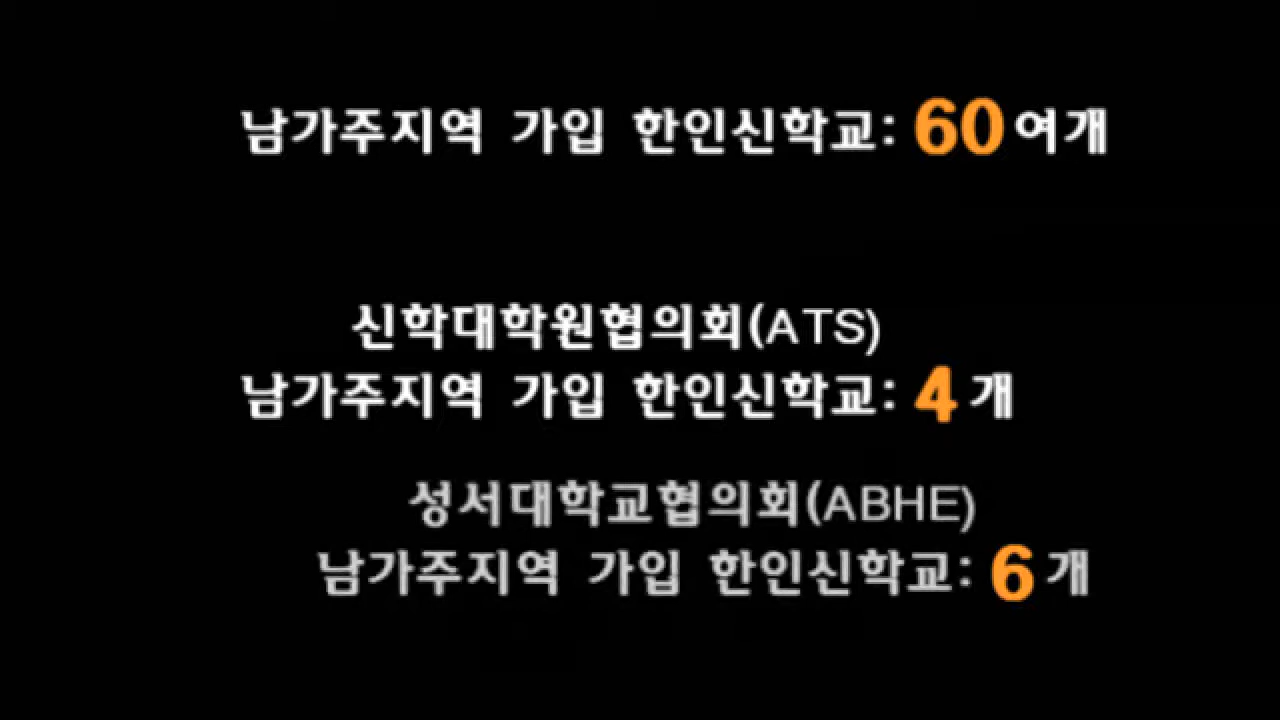 남가주지역 가입 한인신학교: 60여개
신학대학원협의회(ATS)
남가주지역 가입 한인신학교: 4개
성서대학교협의회(ABHE)
남가주지역 가입 한인신학교: 6개